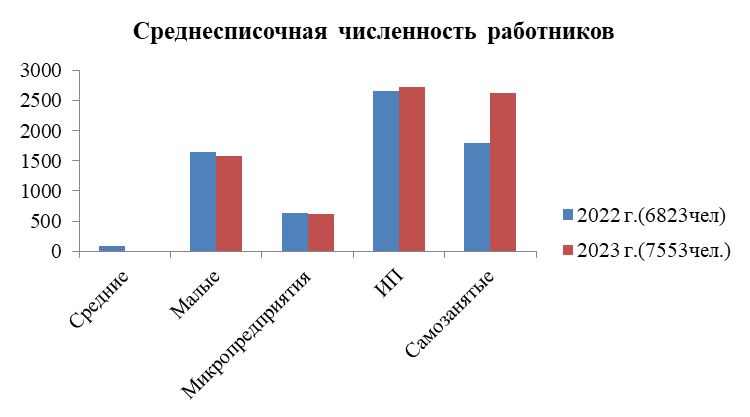 Среднесписочная численность работников
3000
2500
2000
1500
1000
500
0
Средние
Малые
Микропредприятия
ИП
Самозанятые
2022 г.(6823чел)
2023 г.(7553чел.)